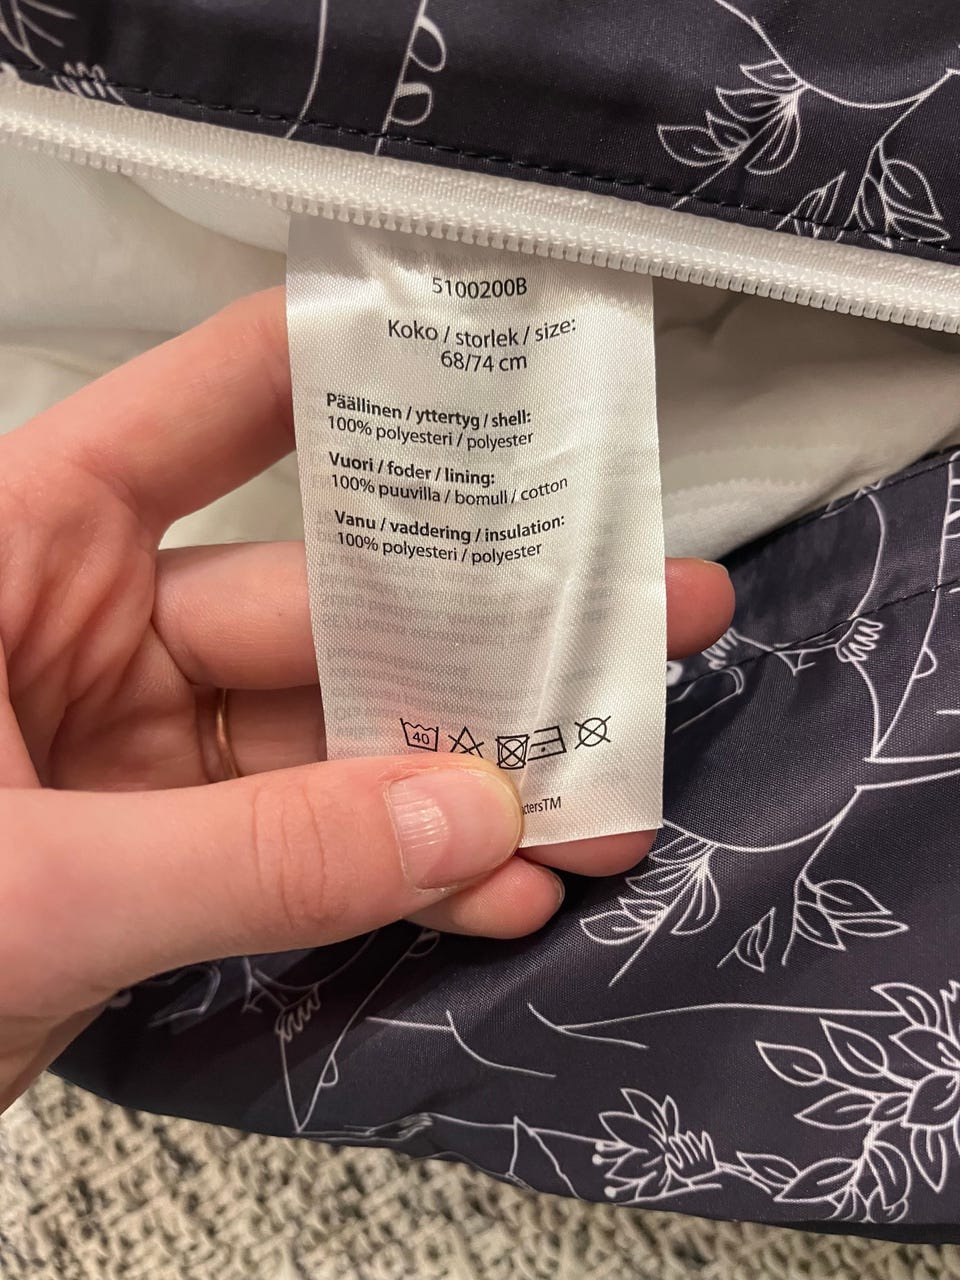 5100200B
Koko / storlek / size:
68/74 cm
Päällinen / yttertyg / shell:
100% polyesteri / polyester
Vuori / foder / lining:
100% puuvilla / bomull / cotton
Vanu / vaddering / insulation:
100% polyesteri / polyester
40